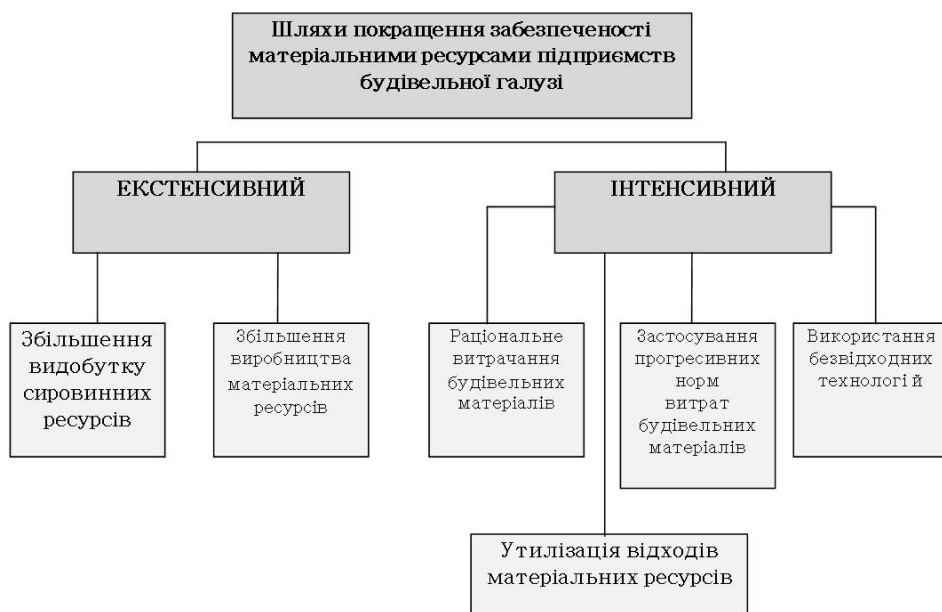 Шляхи покращення забезпеченості
матеріальними ресурсами підприємств
будівельної галузі
ЕКСТЕНСИВНИЙ
ІНТЕНСИВНИЙ
Збільшення
видобутку
сировинних
ресурсів
Збільшення
виробництва
матеріальних
ресурсів
Раціональне
витрачання
будівельних
матеріалів
Застосування
прогресивних
норм
витрат
будівельних
матеріалів
Використання
безвідходних
технологі й
Утилізація відходів
матеріальних ресурсів